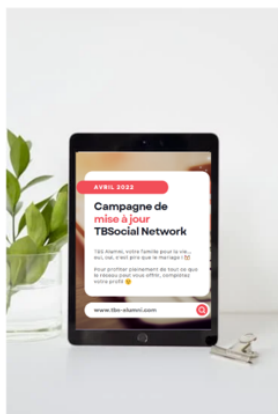 AVRIL 2022
Campagne de
mise à jour
TBSocial Network
TBS Alumni, votre famille pour la vie...
oui, oui, c'est pire que le mariage ! 💒
Pour profiter pleinement de tout ce que
le réseau peut vous offrir, complétez
votre profil 😉
www.tbs-alumni.com